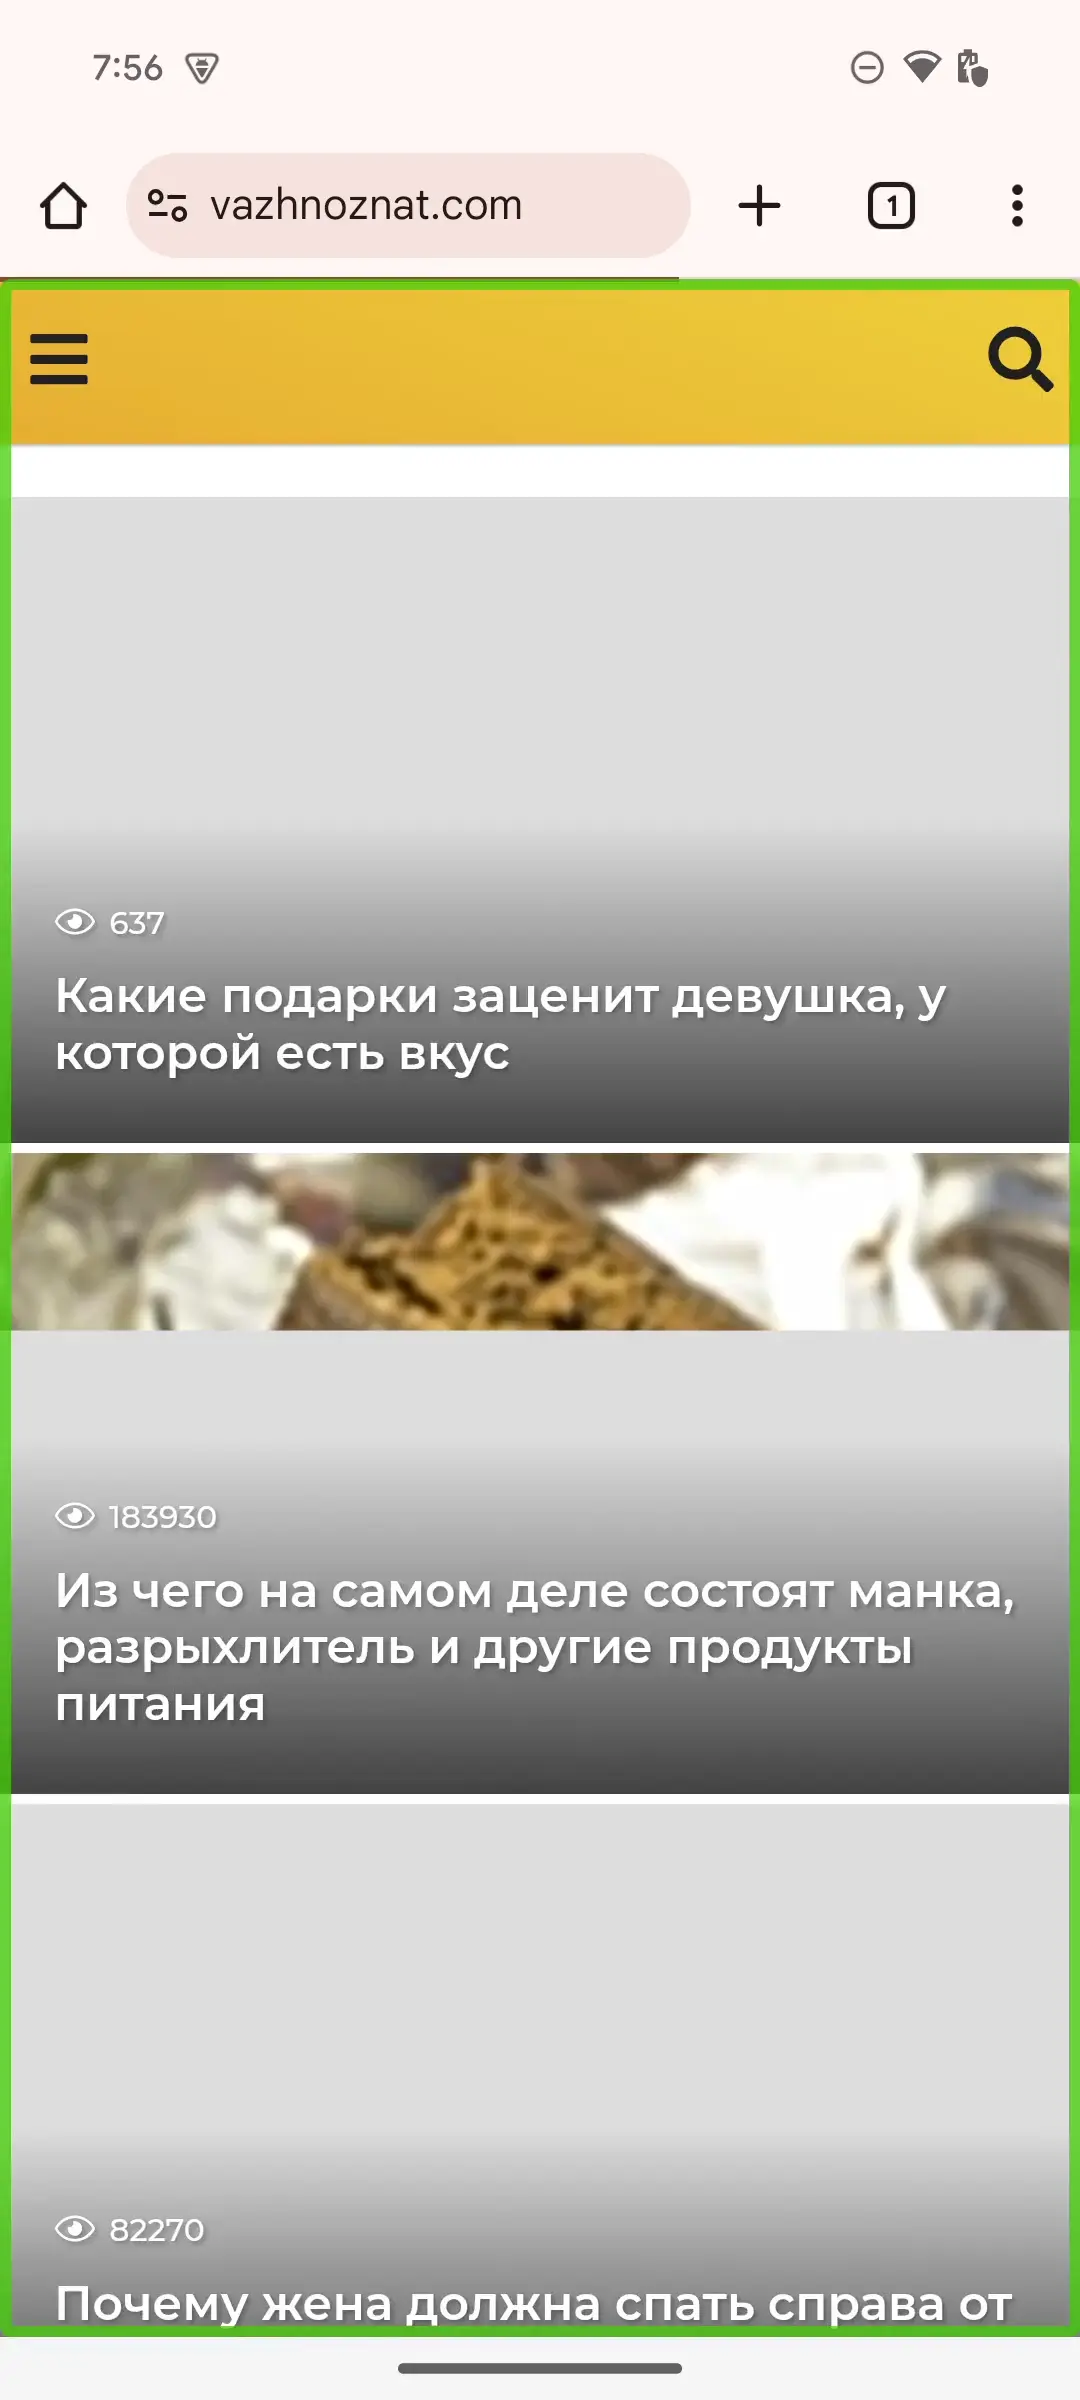 7:56
vazhnoznat.com
1
637
Какие подарки заценит девушка, у
которой есть вкус
183930
Из чего на самом деле состоят манка,
разрыхлитель и другие продукты
питания
82270
Почему жена должна спать справа от